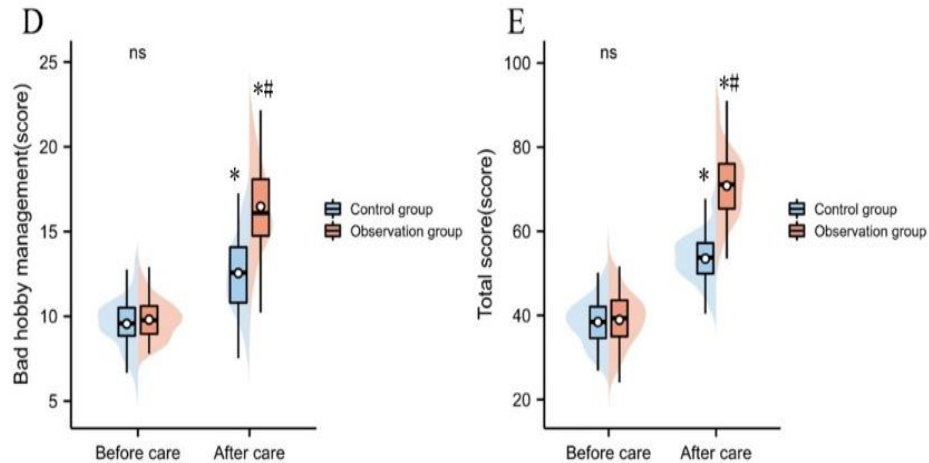 D
Bad hobby management(score)
25
20
15
10
5
ns
*
*#
Before care
After care
Control group
Observation group
E
Total score(score)
100
80
60
40
20
ns
*
*#
Before care
After care
Control group
Observation group